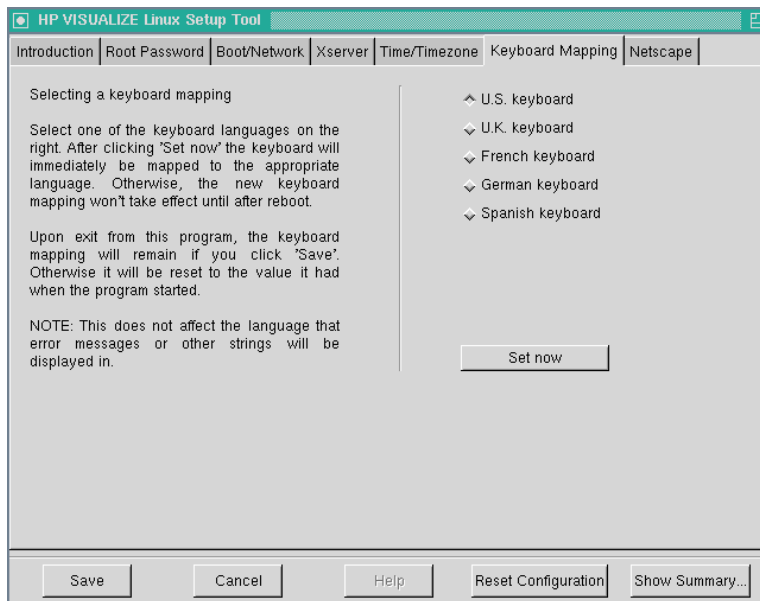 HP VISUALIZE Linux Setup Tool
Introduction Root Password Boot/Network Xserver Time/Timezone Keyboard Mapping Netscape
Selecting a keyboard mapping
Select one of the keyboard languages on the
right. After clicking 'Set now' the keyboard will
immediately be mapped to the appropriate
language. Otherwise, the new keyboard
mapping won't take effect until after reboot.
Upon exit from this program, the keyboard
mapping will remain if you click 'Save'.
Otherwise it will be reset to the value it had
when the program started.
NOTE: This does not affect the language that
error messages or other strings will be
displayed in.
U.S. keyboard
U.K. keyboard
French keyboard
German keyboard
Spanish keyboard
Set now
Save Cancel Help Reset Configuration Show Summary...